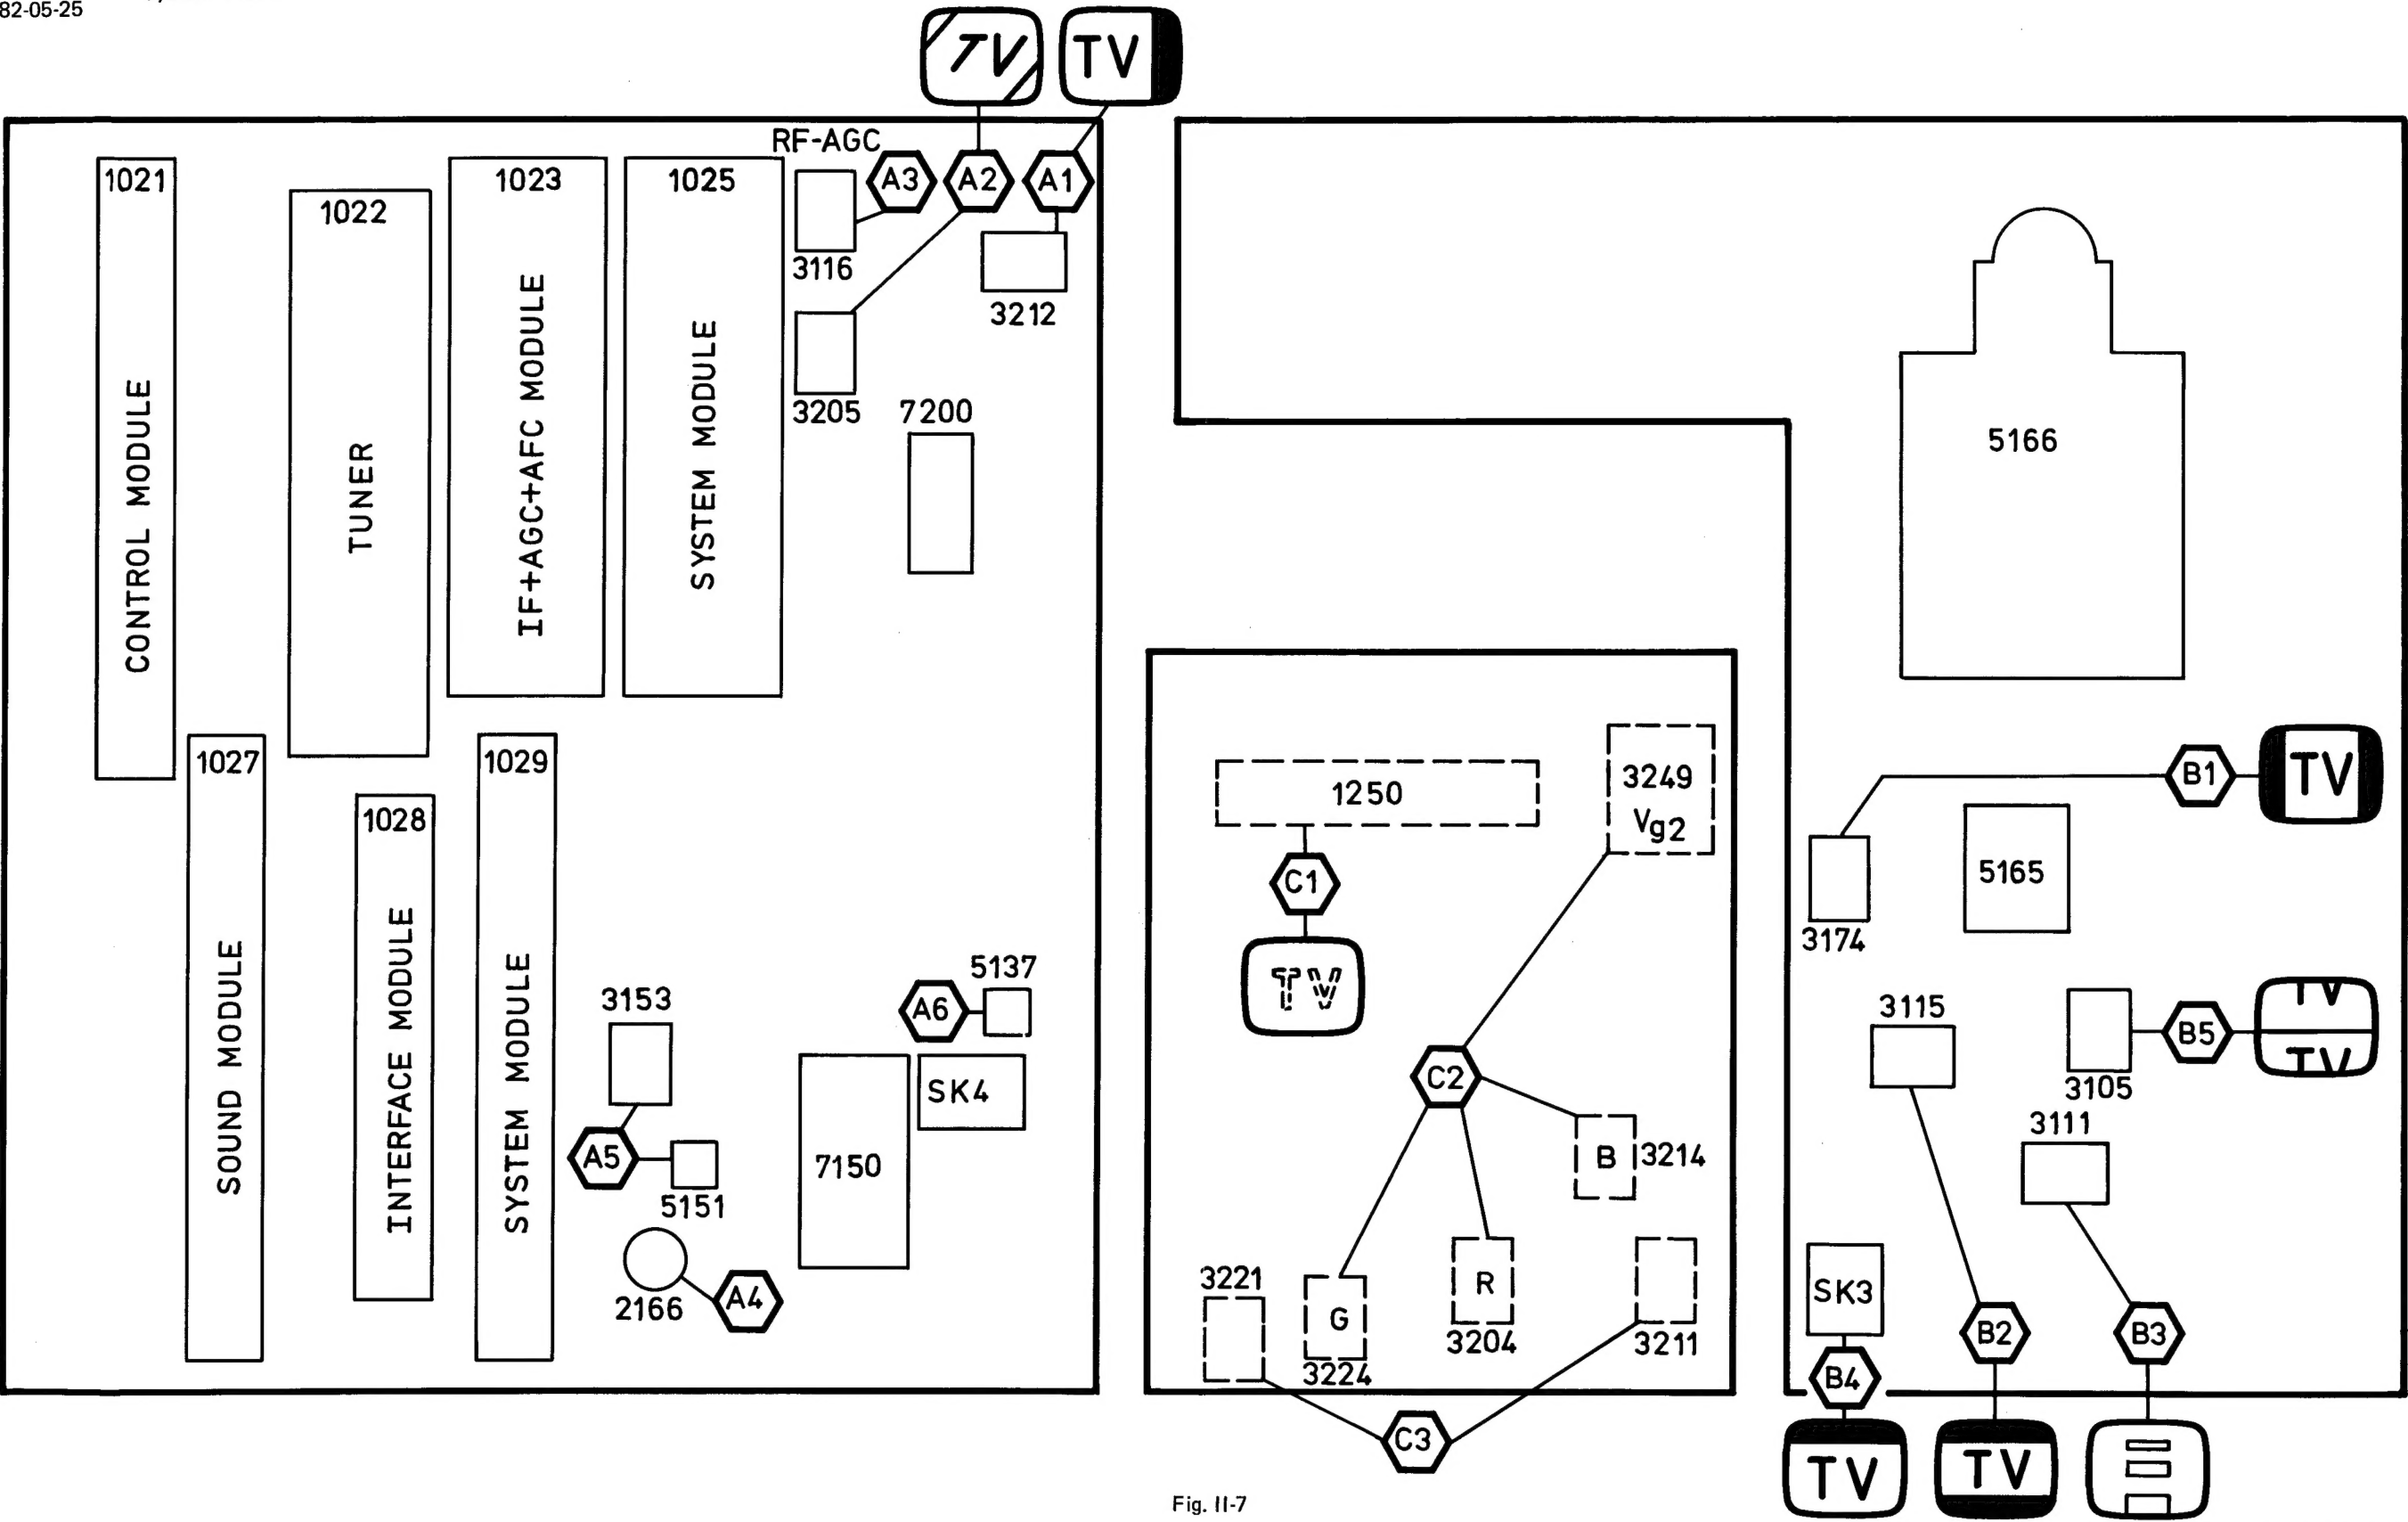 82-05-25
TV
TV
RF-AGC
A3
A2
A1
1021
CONTROL MODULE
1022
TUNER
1023
IF+AGC+AFC MODULE
1025
SYSTEM MODULE
3116
3212
3205
7200
1027
SOUND MODULE
1028
INTERFACE MODULE
1029
SYSTEM MODULE
3153
A5
5151
2166
A4
A6
5137
SK4
7150
1250
C1
TV
3249
Vg2
C2
B
3214
R
3204
G
3224
3221
3211
C3
5166
B1
TV
3174
5165
3115
3105
B5
TV
TV
3111
SK3
B4
TV
B2
TV
B3
Fig. II-7